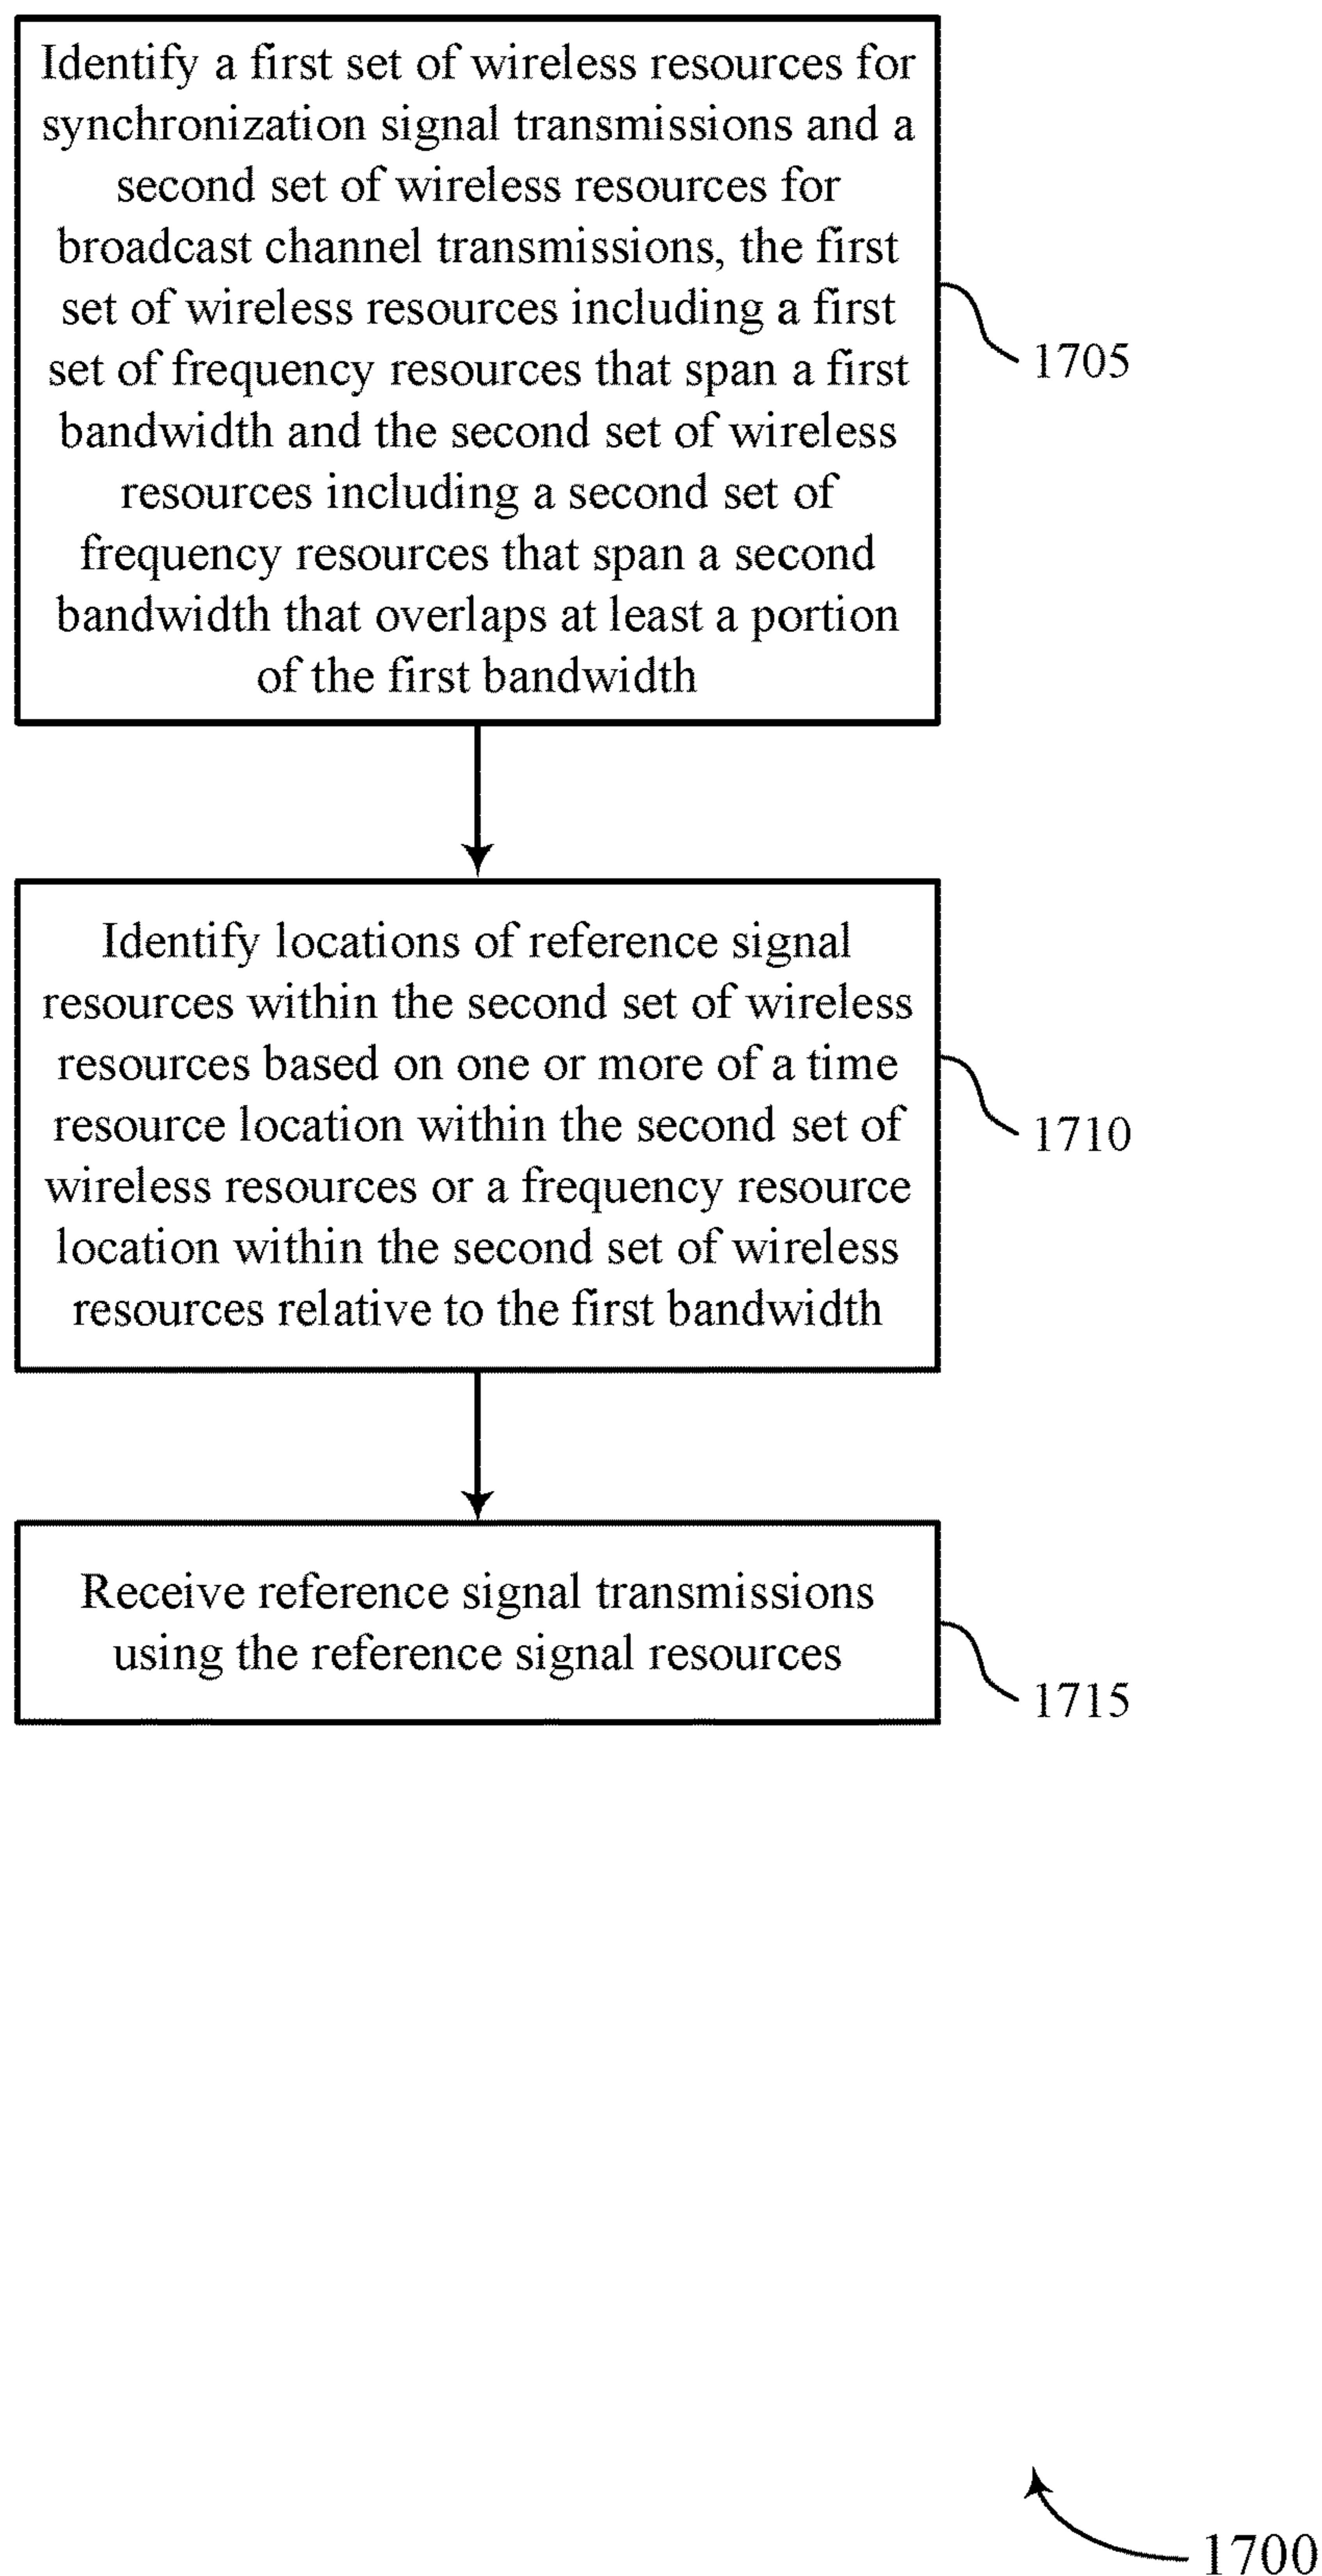 Identify a first set of wireless resources for
synchronization signal transmissions and a
second set of wireless resources for
broadcast channel transmissions, the first
set of wireless resources including a first
set of frequency resources that span a first
bandwidth and the second set of wireless
resources including a second set of
frequency resources that span a second
bandwidth that overlaps at least a portion
of the first bandwidth
1705
Identify locations of reference signal
resources within the second set of wireless
resources based on one or more of a time
resource location within the second set of
wireless resources or a frequency resource
location within the second set of wireless
resources relative to the first bandwidth
1710
Receive reference signal transmissions
using the reference signal resources
1715
1700